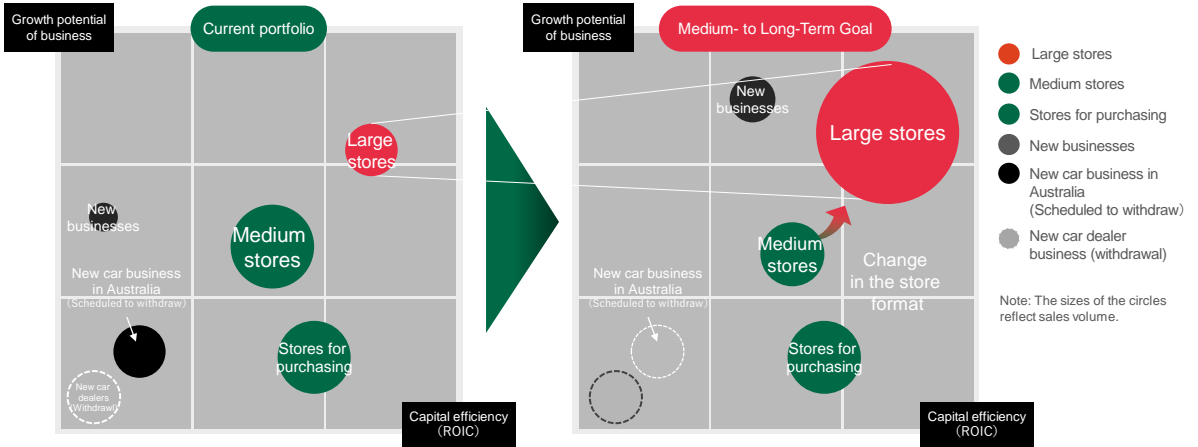 Growth potential
of business
Current portfolio
Large
stores
New
businesses
Medium
stores
New car business
in Australia
(Scheduled to withdraw)
Stores for
purchasing
New car
dealers
(Withdrawl)
Capital efficiency
(ROIC)
Growth potential
of business
Medium- to Long-Term Goal
New
businesses
Large stores
Medium
stores
Change
in the store
format
New car business
in Australia
(Scheduled to withdraw)
Stores for
purchasing
Capital efficiency
(ROIC)
Large stores
Medium stores
Stores for purchasing
New businesses
New car business in
Australia
(Scheduled to withdraw)
New car dealer
business (withdrawal)
Note: The sizes of the circles
reflect sales volume.